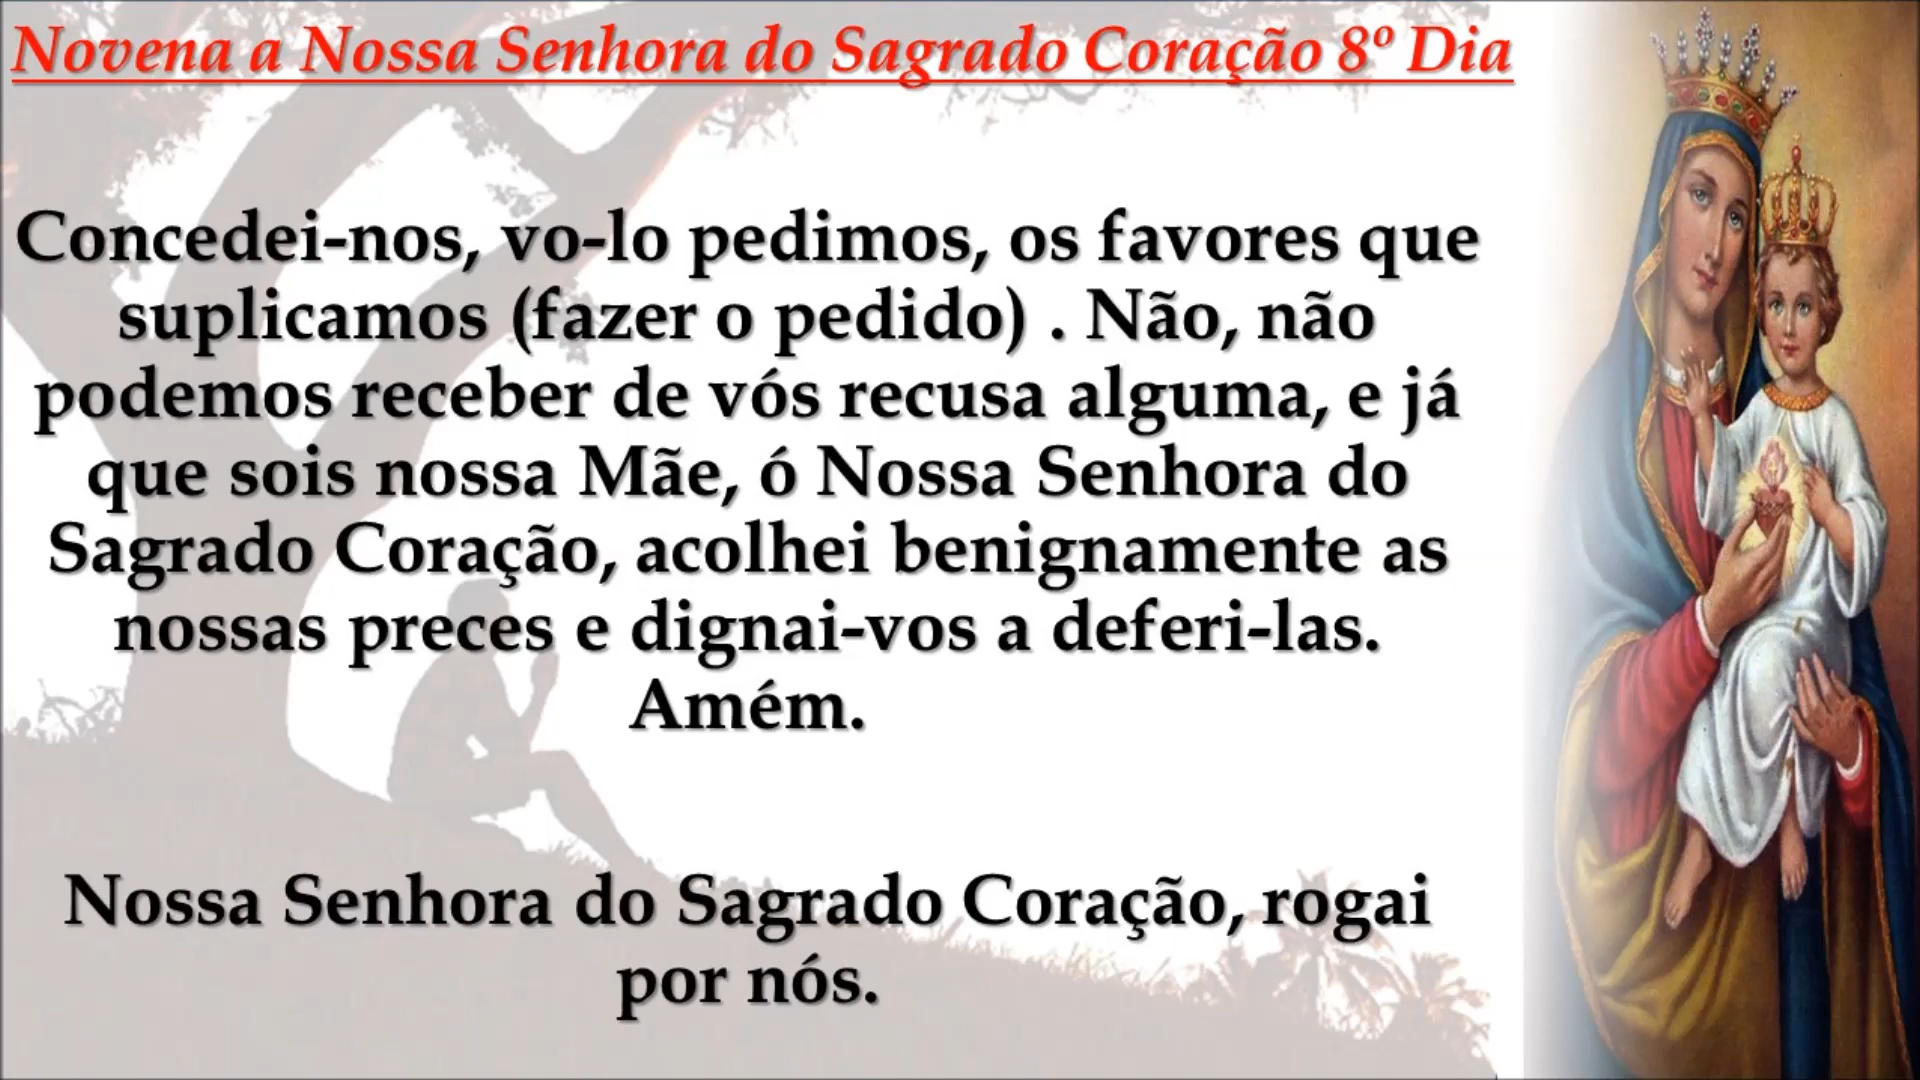 Novena a Nossa Senhora do Sagrado Coração 8º Dia
Concedei-nos, vo-lo pedimos, os favores que
suplicamos (fazer o pedido) . Não, não
podemos receber de vós recusa alguma, e já
que sois nossa Mãe, ó Nossa Senhora do
Sagrado Coração, acolhei benignamente as
nossas preces e dignai-vos a deferi-las.
Amém.
Nossa Senhora do Sagrado Coração, rogai
por nós.